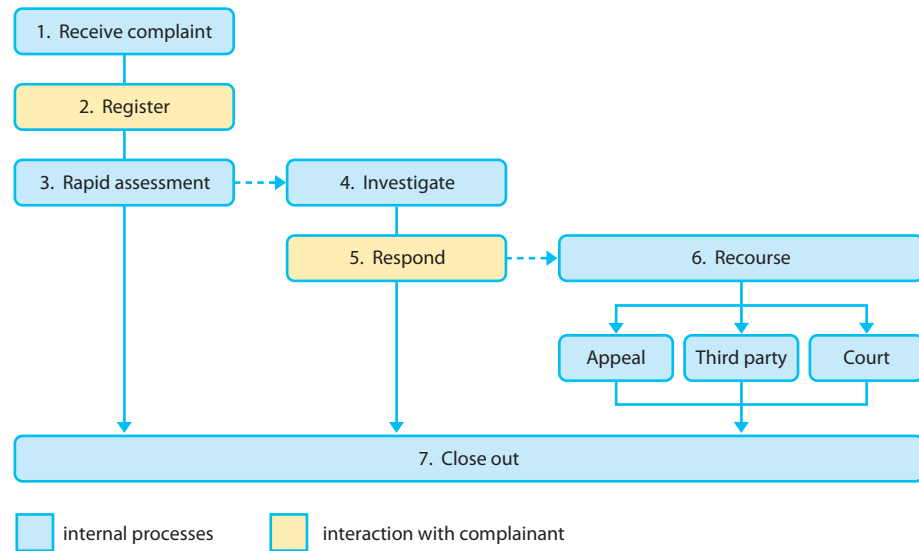 1. Receive complaint
2. Register
3. Rapid assessment
4. Investigate
5. Respond
6. Recourse
Appeal
Third party
Court
7. Close out
internal processes
interaction with complainant